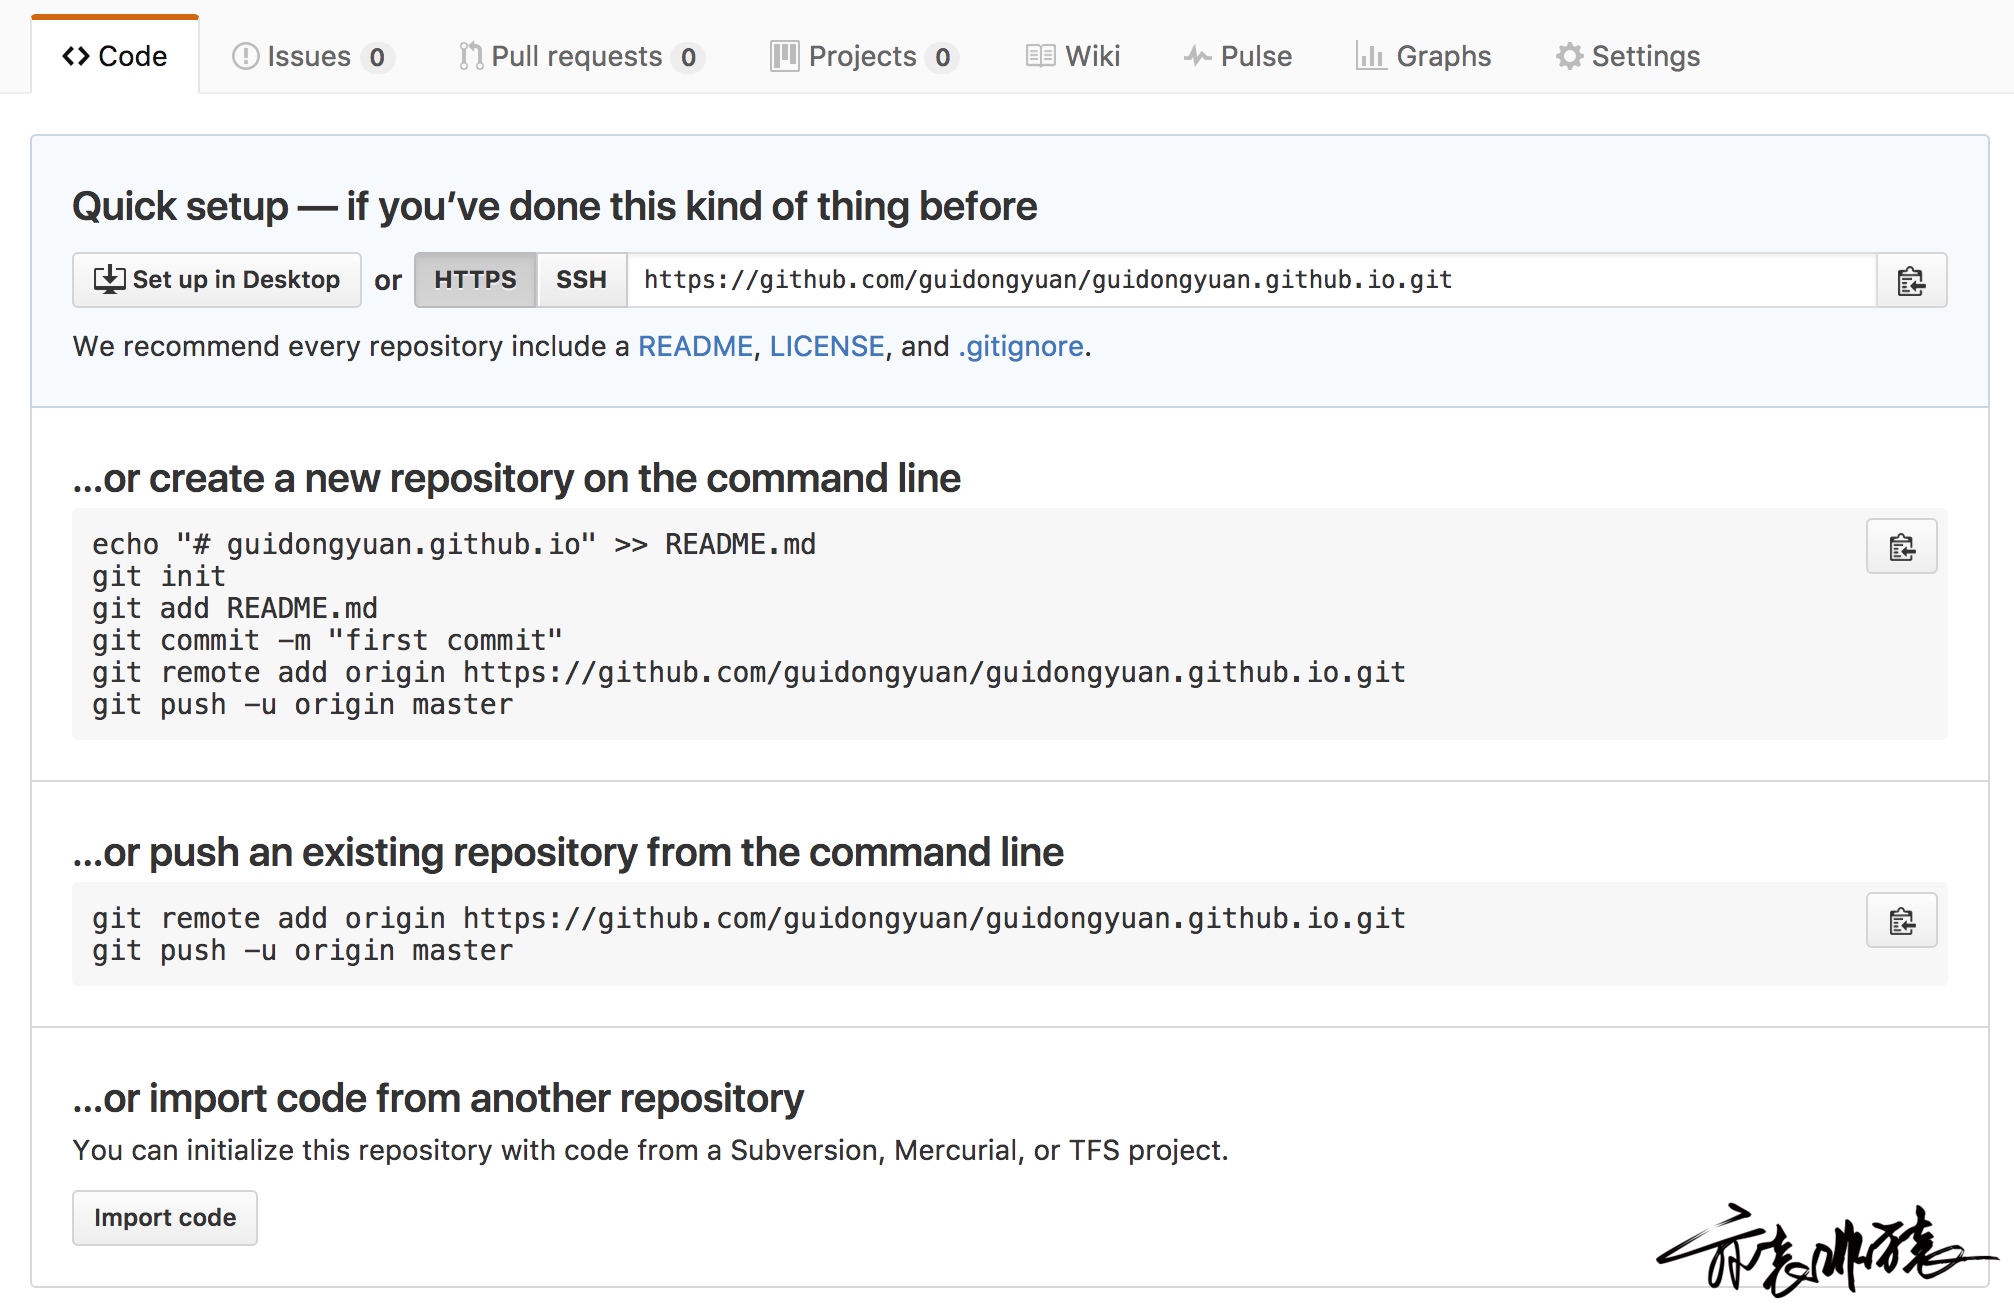 Code Issues 0 Pull requests 0 Projects 0 Wiki Pulse Graphs Settings
Quick setup — if you’ve done this kind of thing before
Set up in Desktop or HTTPS SSH https://github.com/guidongyuan/guidongyuan.github.io.git
We recommend every repository include a README, LICENSE, and .gitignore.
…or create a new repository on the command line
echo "# guidongyuan.github.io" >> README.md
git init
git add README.md
git commit -m "first commit"
git remote add origin https://github.com/guidongyuan/guidongyuan.github.io.git
git push -u origin master
…or push an existing repository from the command line
git remote add origin https://github.com/guidongyuan/guidongyuan.github.io.git
git push -u origin master
…or import code from another repository
You can initialize this repository with code from a Subversion, Mercurial, or TFS project.
Import code